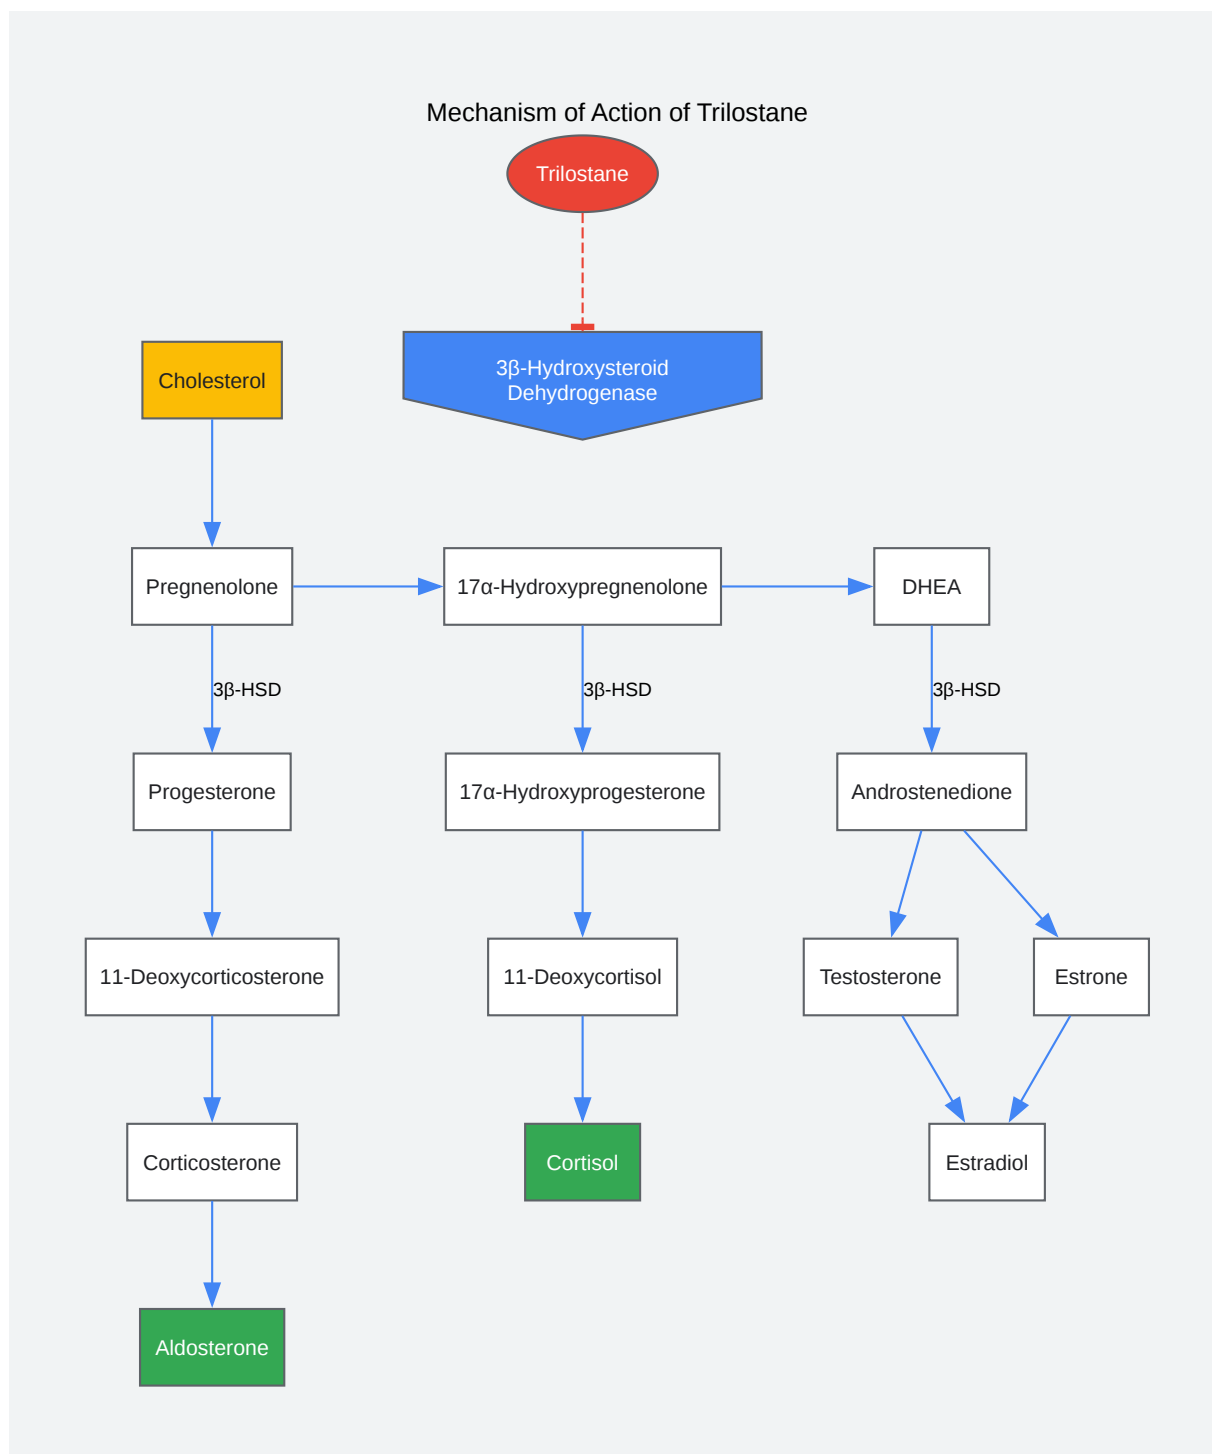 Mechanism of Action of Trilostane
Trilostane
3β-Hydroxysteroid
Dehydrogenase
Cholesterol
Pregnenolone
17α-Hydroxypregnenolone
DHEA
3β-HSD
3β-HSD
3β-HSD
Progesterone
17α-Hydroxyprogesterone
Androstenedione
11-Deoxycorticosterone
11-Deoxycortisol
Testosterone
Estrone
Corticosterone
Cortisol
Estradiol
Aldosterone